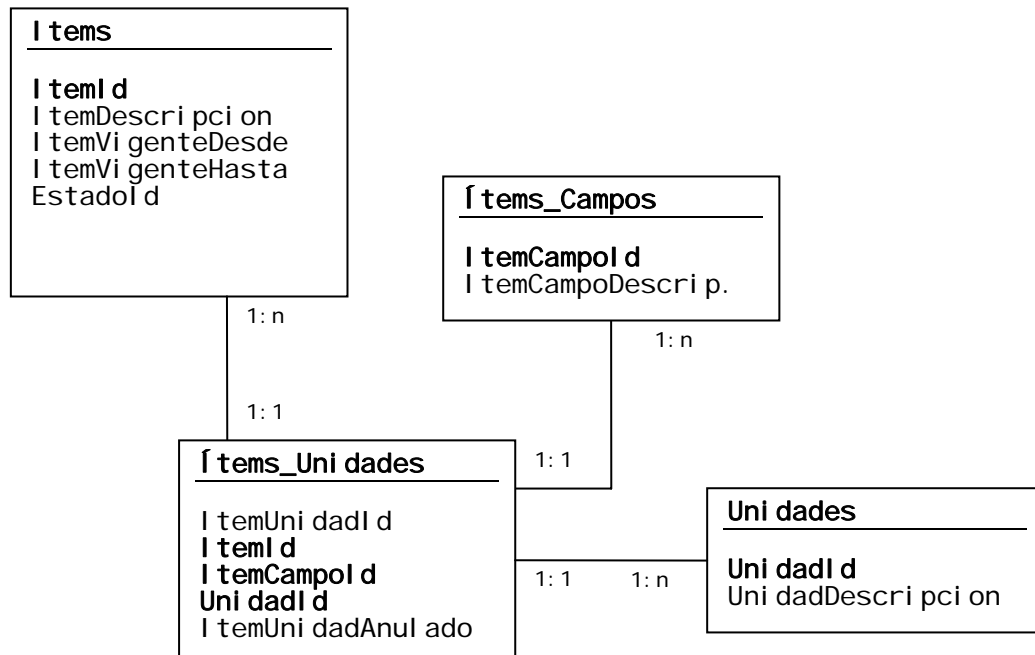 Items
ItemId
ItemDescripcion
ItemVigenteDesde
ItemVigenteHasta
EstadoId
1:n
Ítems_Campos
ItemCampoId
ItemCampoDescrip.
1:n
1:1
Ítems_Unidades
ItemUnidadId
ItemId
ItemCampoId
UnidadId
ItemUnidadAnulado
1:1
1:1
1:n
Unidades
UnidadId
UnidadDescripcion